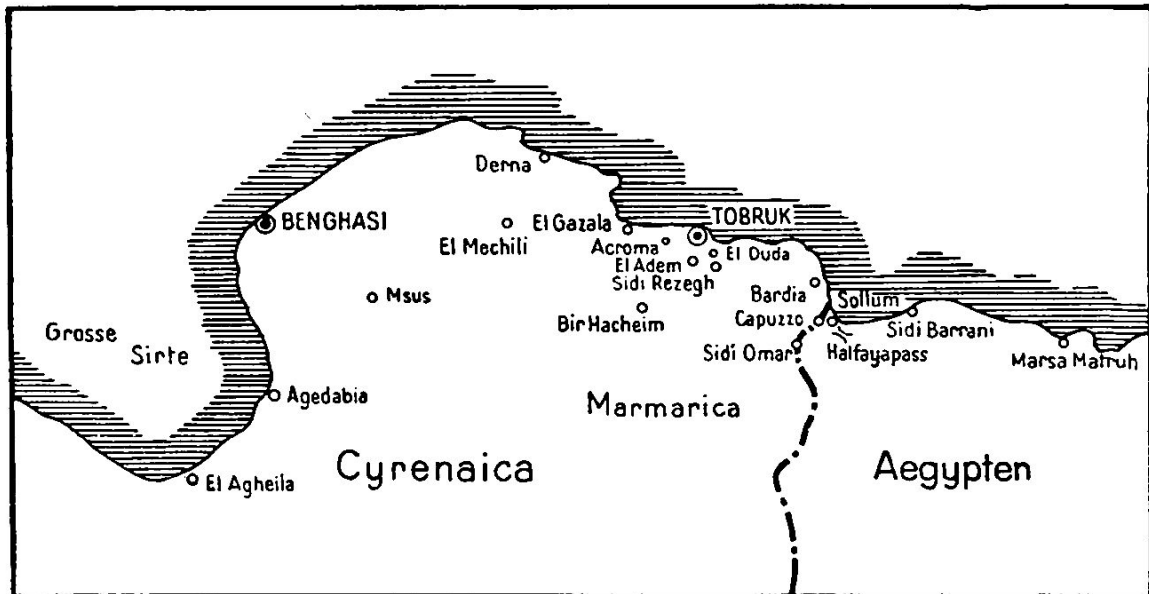 Derna
BENGHASI
El Mechili
El Gazala
TOBRUK
Acroma
El Duda
El Adem
Sidi Rezegh
Msus
Bardia
Sollum
Bir Hacheim
Capuzzo
Sidi Barrani
Grosse
Sirte
Sidi Omar
Halfayapass
Marsa Matruh
Agedabia
Marmarica
Cyrenaica
Aegypten
El Agheila